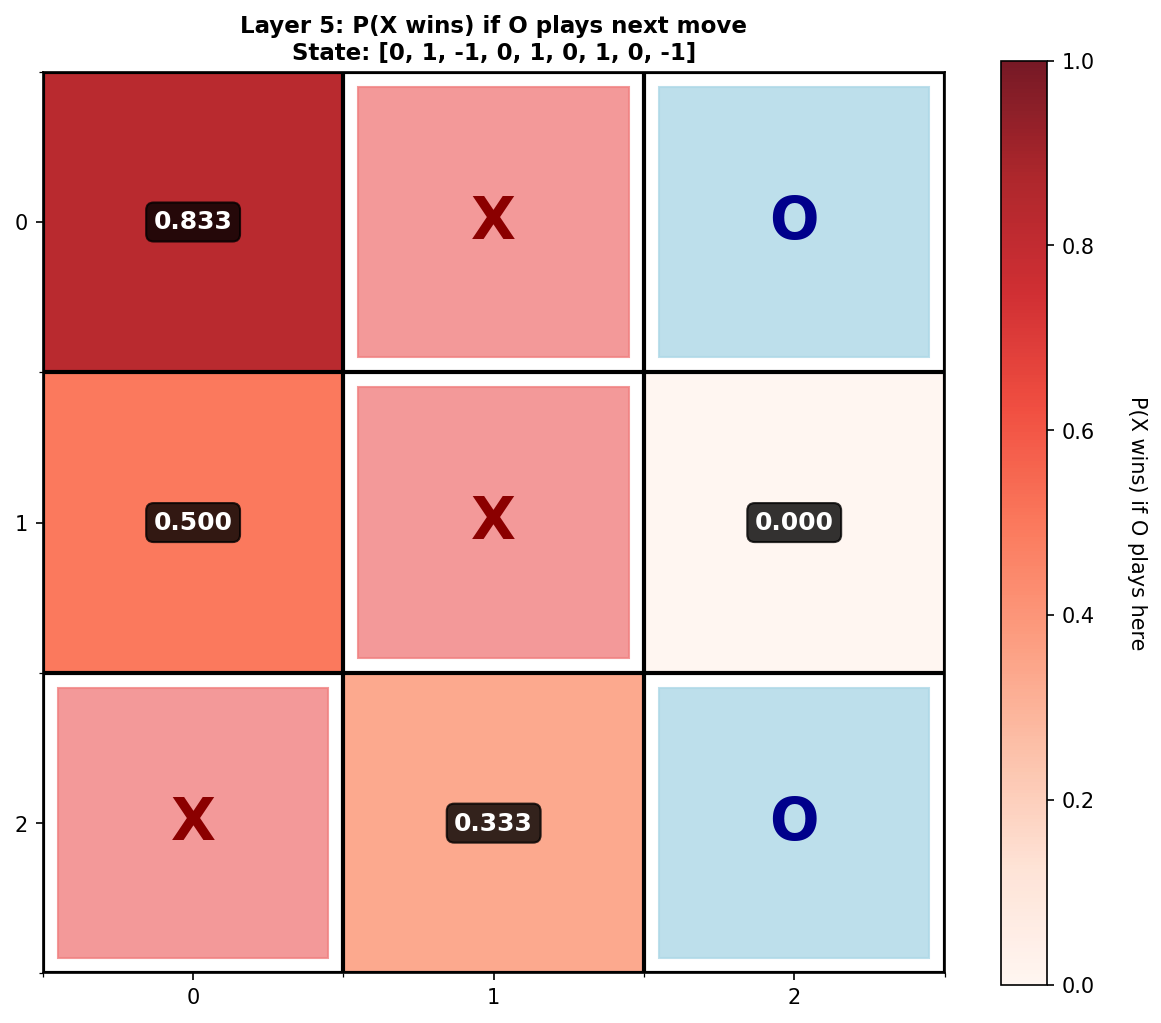 Layer 5: P(X wins) if O plays next move
State: [0, 1, -1, 0, 1, 0, 1, 0, -1]
0
0.833
X
O
1
0.500
X
0.000
2
X
0.333
O
0
1
2
1.0
0.8
0.6
0.4
0.2
0.0
P(X wins) if O plays here